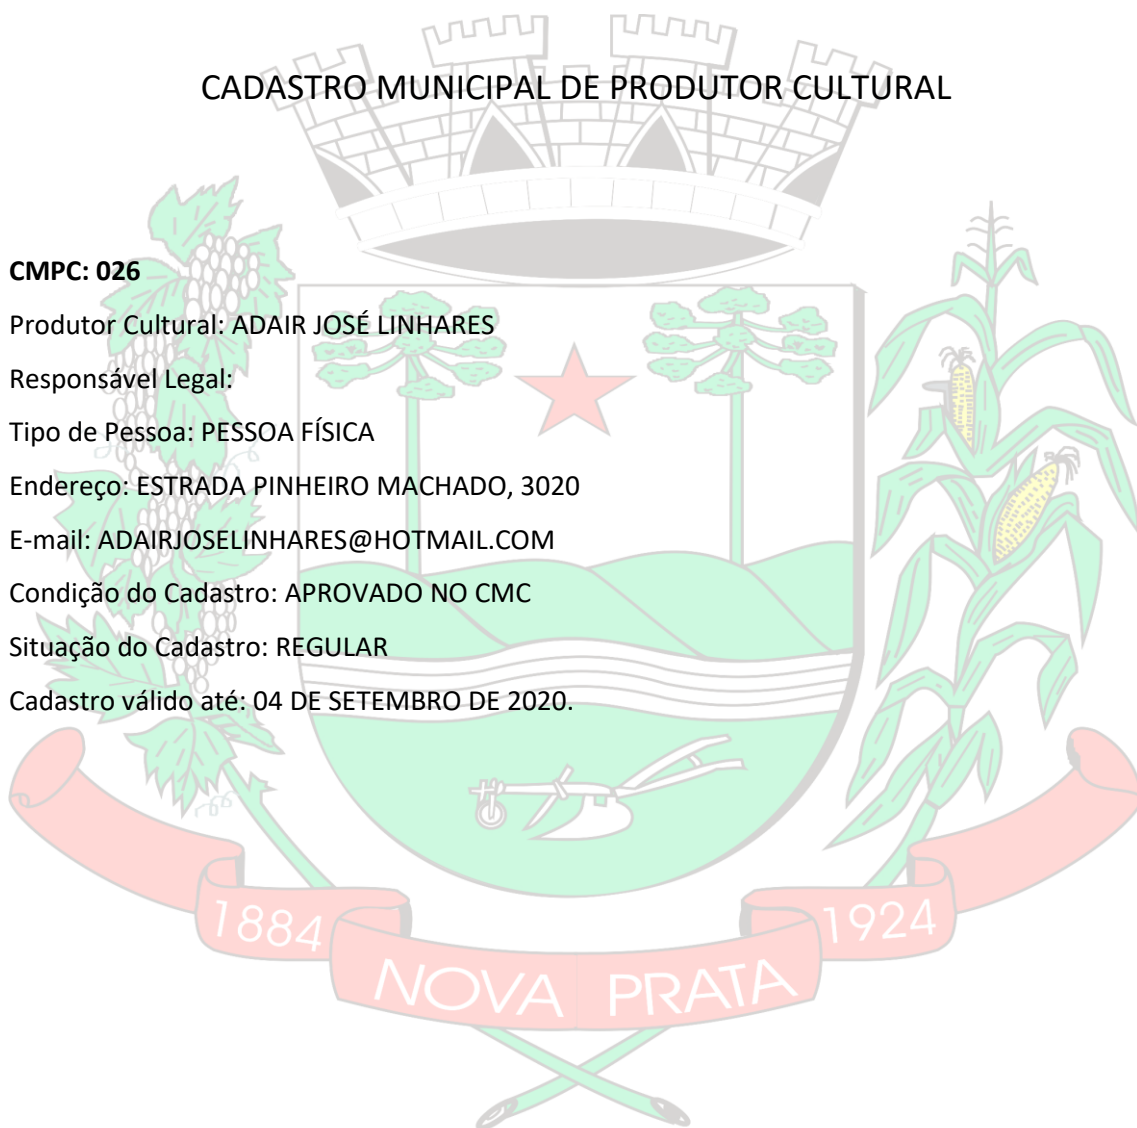 CADASTRO MUNICIPAL DE PRODUTOR CULTURAL
CMPC: 026
Produtor Cultural: ADAIR JOSÉ LINHARES
Responsável Legal:
Tipo de Pessoa: PESSOA FÍSICA
Endereço: ESTRADA PINHEIRO MACHADO, 3020
E-mail: ADAIRJOSELINHARES@HOTMAIL.COM
Condição do Cadastro: APROVADO NO CMC
Situação do Cadastro: REGULAR
Cadastro válido até: 04 DE SETEMBRO DE 2020.
1884
NOVA PRATA
1924